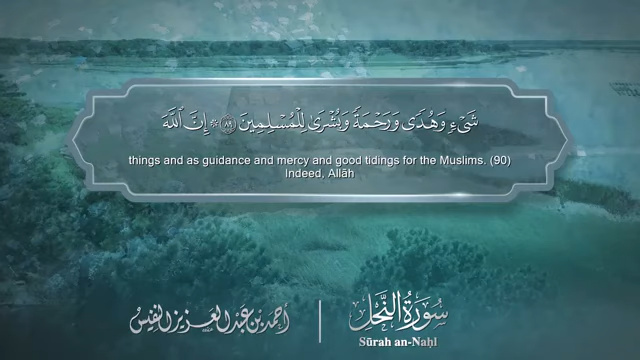 شَيْءٍ وَهُدًى وَرَحْمَةً وَبُشْرَىٰ لِلْمُسْلِمِينَ ٨٩ ۞ إِنَّ ٱللَّهَ
things and as guidance and mercy and good tidings for the Muslims. (90)
Indeed, Allāh
سُورَةُ النَّحْلِ
أحمد بن عبد العزيز النفيس
Sūrah an-Naḥl